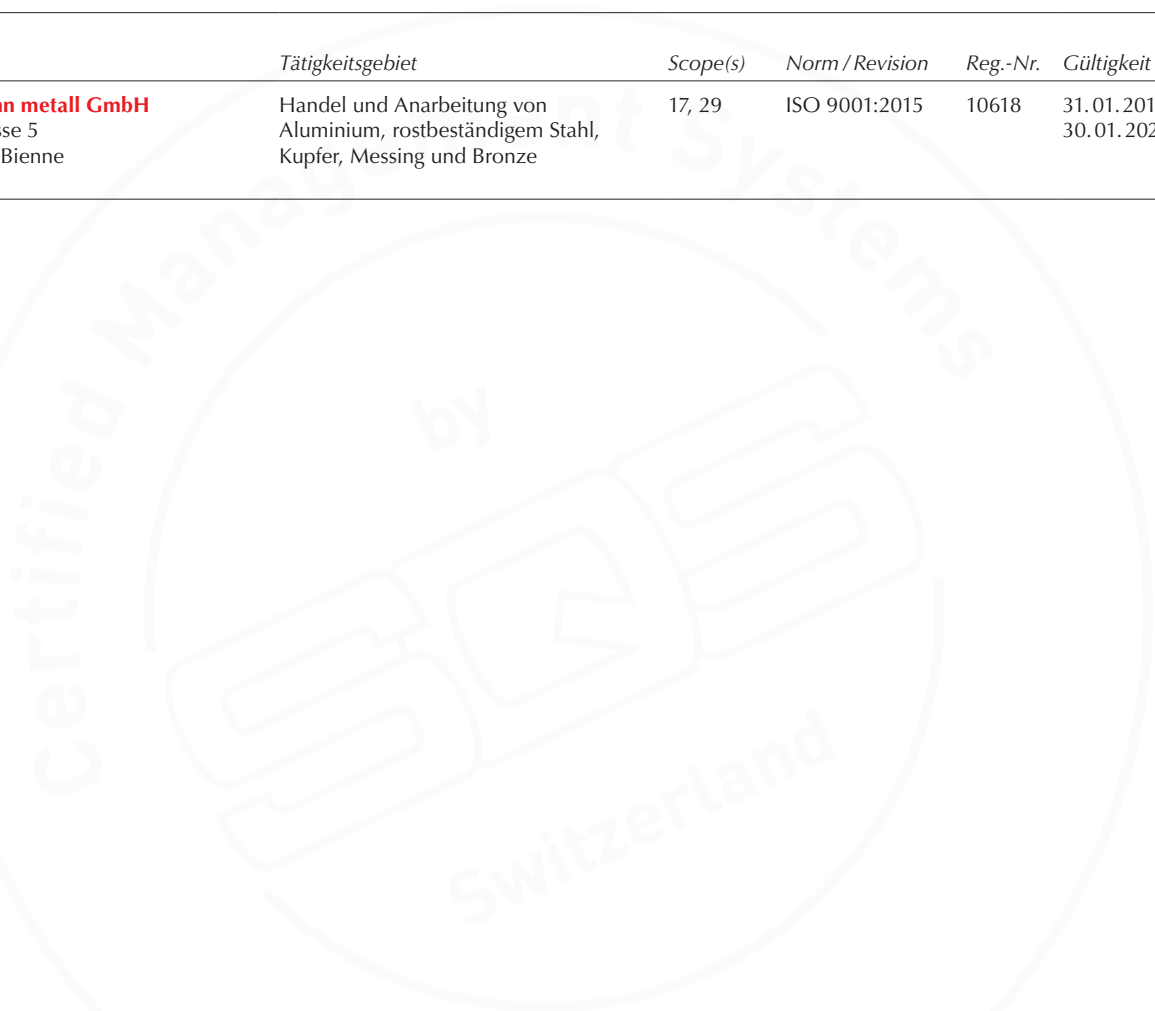 Tätigkeitsgebiet Scope(s) Norm / Revision Reg.-Nr. Gültigkeit
metall GmbH Handel und Anarbeitung von 17, 29 ISO 9001:2015 10618 31.01.201
5 Aluminium, rostbeständigem Stahl, 30.01.202
Bienne Kupfer, Messing und Bronze
Certified Management Systems
by
SQS
Switzerland